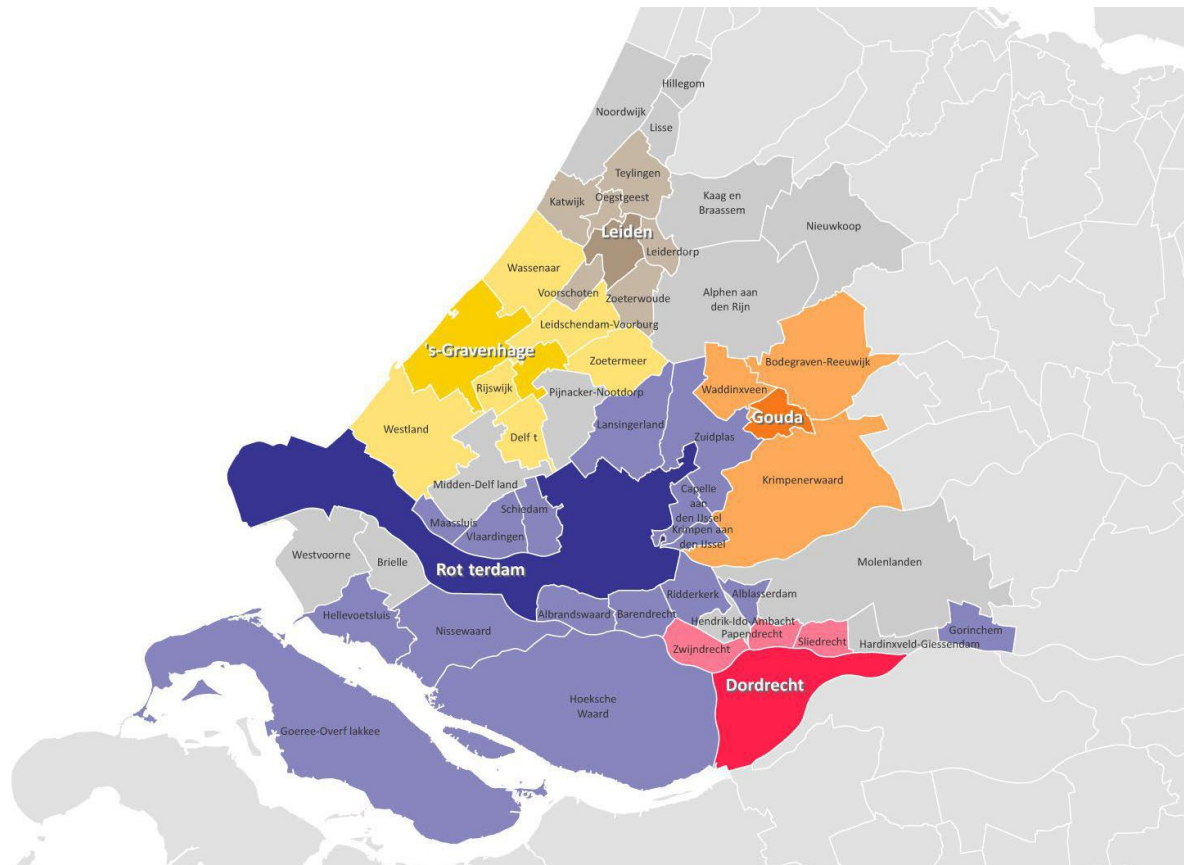 Hillegom
Noordwijk
Lisse
Teylingen
Katwijk
Oegstgeest
Kaag en
Braassem
Nieuwkoop
Leiden
Leiderdorp
Wassenaar
Voorschoten
Zoeterwoude
Alphen aan
den Rijn
Leidschendam-Voorburg
's-Gravenhage
Zoetermeer
Bodegraven-Reeuwijk
Rijswijk
Pijnacker-Nootdorp
Waddinxveen
Gouda
Westland
Delf t
Lansingerland
Zuidplas
Midden-Delf land
Krimpenerwaard
Capelle
aan
den IJssel
Schiedam
Maassluis
Vlaardingen
Krimpen aan
den IJssel
Westvoorne
Brielle
Rot terdam
Molenlanden
Ridderkerk
Alblasserdam
Hellevoetsluis
Nissewaard
Albrandswaard
Barendrecht
Hendrik-Ido-Ambacht
Papendrecht
Sliedrecht
Gorinchem
Hardinxveld-Giessendam
Zwijndrecht
Dordrecht
Hoeksche
Waard
Goeree-Overf lakkee